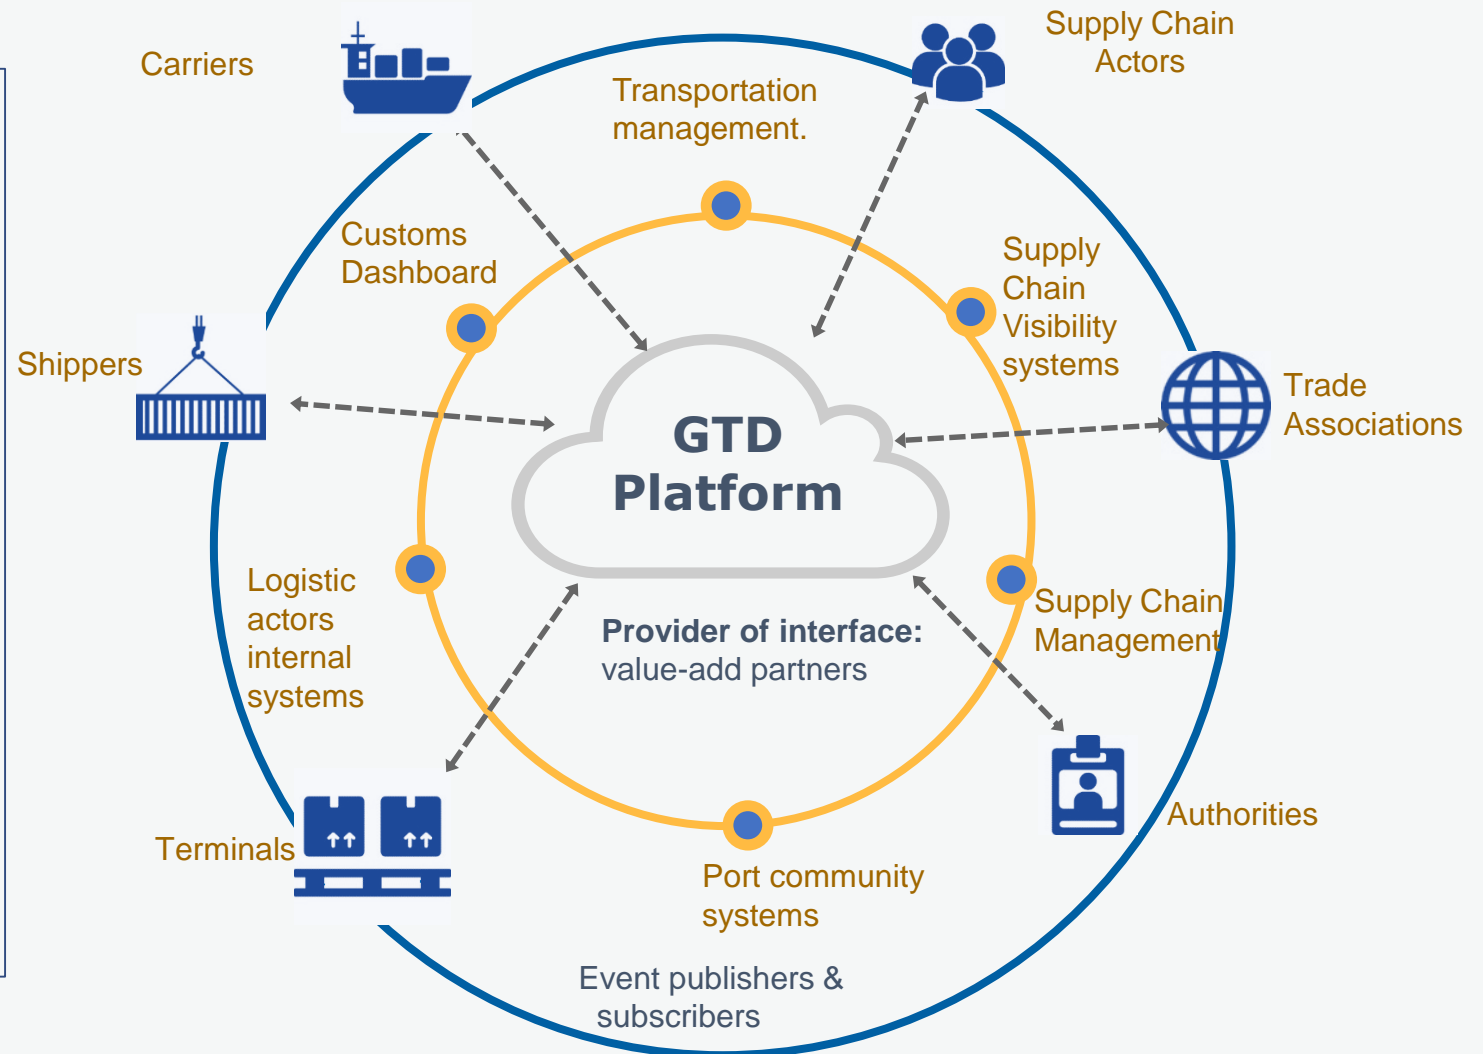 Carriers
Supply Chain
Actors
Transportation
management.
Customs
Dashboard
Supply
Chain
Visibility
systems
Shippers
Trade
Associations
GTD
Platform
Logistic
actors
internal
systems
Provider of interface:
value-add partners
Supply Chain
Management
Terminals
Authorities
Port community
systems
Event publishers &
subscribers